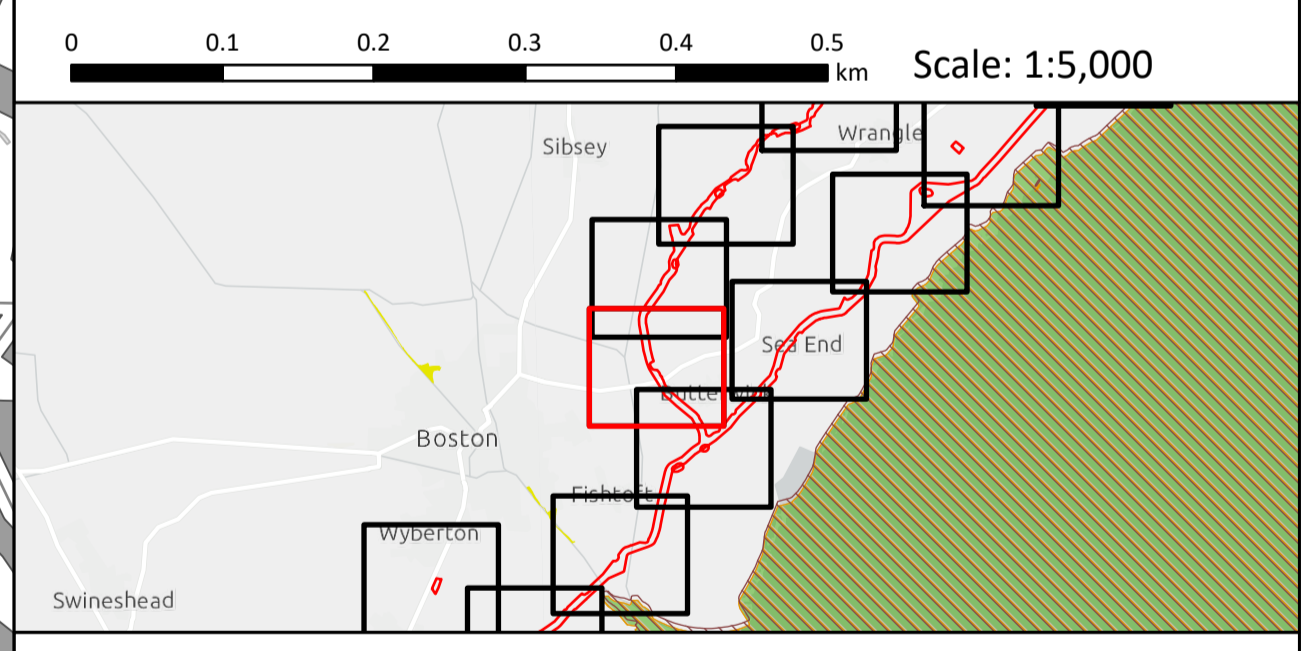 0 0.1 0.2 0.3 0.4 0.5
km
Scale: 1:5,000
Wrangle
Sibsey
Sea End
Boston
Fishtoft
Wyberton
Swineshead